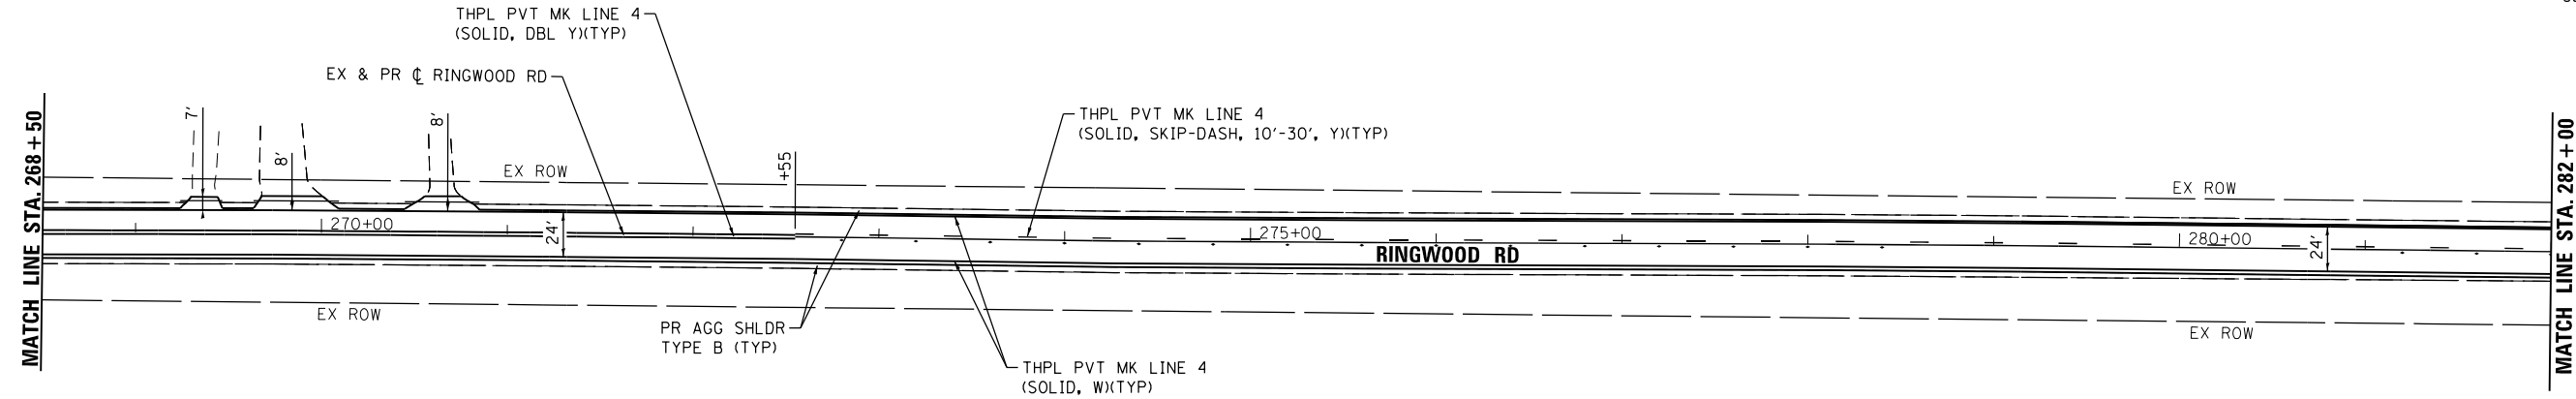 THPL PVT MK LINE 4
(SOLID, DBL Y)(TYP)
EX & PR ℄ RINGWOOD RD
THPL PVT MK LINE 4
(SOLID, SKIP-DASH, 10'-30', Y)(TYP)
MATCH LINE STA. 268+50
7'
8'
8'
EX ROW
+55
EX ROW
270+00
24'
275+00
280+00
24'
RINGWOOD RD
EX ROW
PR AGG SHLDR
TYPE B (TYP)
EX ROW
THPL PVT MK LINE 4
(SOLID, W)(TYP)
MATCH LINE STA. 282+00